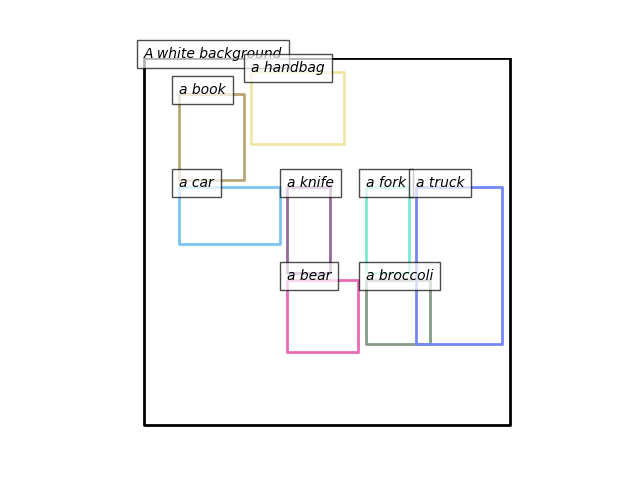 A white background
a handbag
a book
a car
a knife
a fork
a truck
a bear
a broccoli